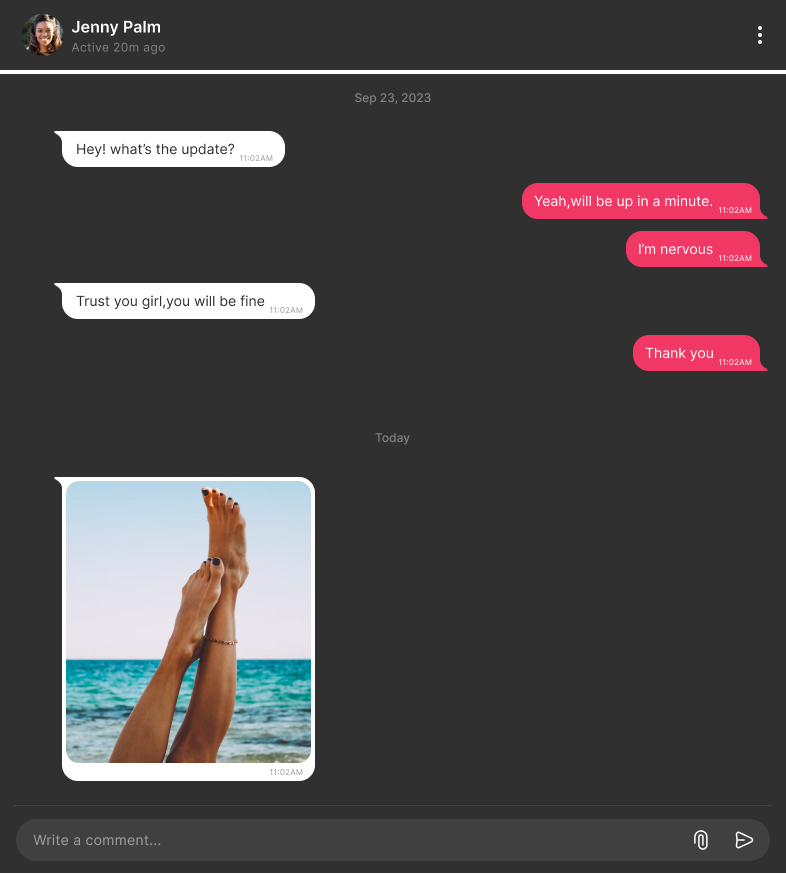 Jenny Palm
Active 20m ago
Sep 23, 2023
Hey! what's the update?
11:02AM
Yeah,will be up in a minute.
11:02AM
I'm nervous
11:02AM
Trust you girl,you will be fine
11:02AM
Thank you
11:02AM
Today
11:02AM
Write a comment...